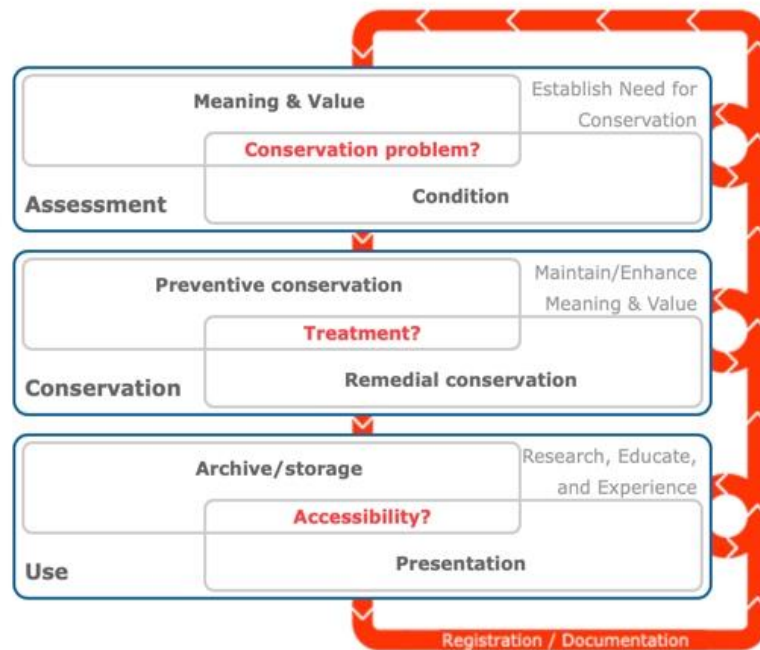 Meaning & Value
Establish Need for
Conservation
Conservation problem?
Condition
Assessment
Preventive conservation
Maintain/Enhance
Meaning & Value
Treatment?
Remedial conservation
Conservation
Archive/storage
Research, Educate,
and Experience
Accessibility?
Presentation
Use
Registration / Documentation